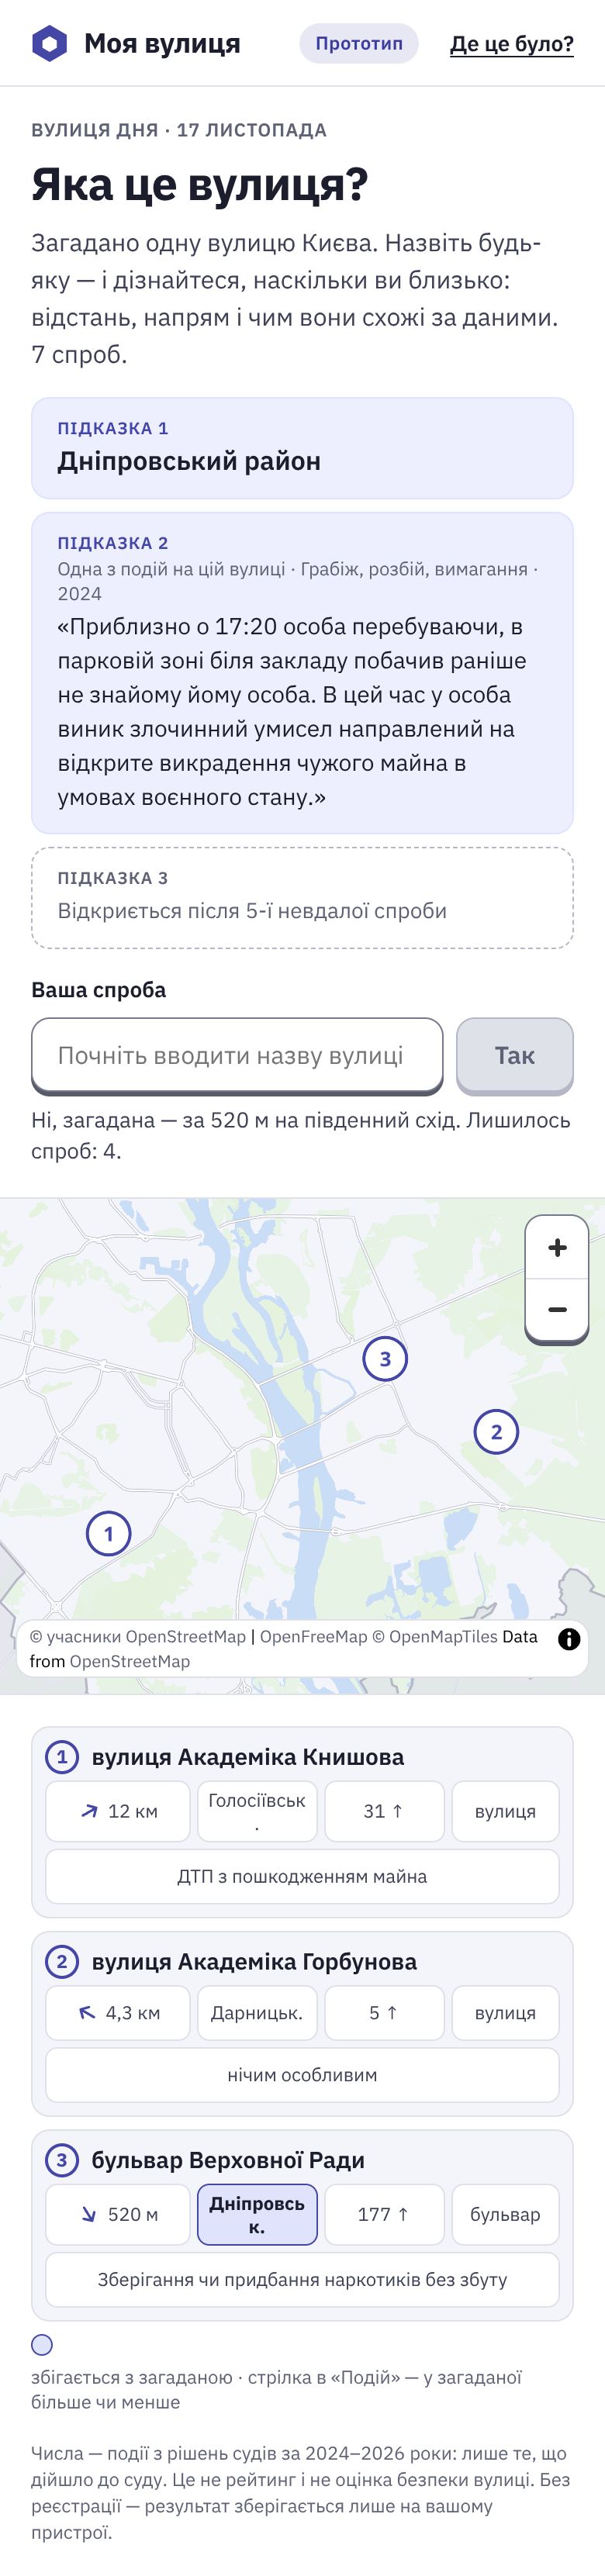 Моя вулиця
Прототип
Де це було?
ВУЛИЦЯ ДНЯ · 17 ЛИСТОПАДА
Яка це вулиця?
Загадано одну вулицю Києва. Назвіть будь-
яку — і дізнайтеся, наскільки ви близько:
відстань, напрям і чим вони схожі за даними.
7 спроб.
ПІДКАЗКА 1
Дніпровський район
ПІДКАЗКА 2
Одна з подій на цій вулиці · Грабіж, розбій, вимагання ·
2024
«Приблизно о 17:20 особа перебуваючи, в
парковій зоні біля закладу побачив раніше
не знайому йому особа. В цей час у особа
виник злочинний умисел направлений на
відкрите викрадення чужого майна в
умовах воєнного стану.»
ПІДКАЗКА 3
Відкриється після 5-ї невдалої спроби
Ваша спроба
Почніть вводити назву вулиці
Так
Ні, загадана — за 520 м на південний схід. Лишилось
спроб: 4.
+
−
3
2
1
© учасники OpenStreetMap | OpenFreeMap © OpenMapTiles Data
from OpenStreetMap
1 вулиця Академіка Книшова
↗ 12 км
Голосіївськ
.
31 ↑
вулиця
ДТП з пошкодженням майна
2 вулиця Академіка Горбунова
↖ 4,3 км
Дарницьк.
5 ↑
вулиця
нічим особливим
3 бульвар Верховної Ради
↘ 520 м
Дніпровсь
к.
177 ↑
бульвар
Зберігання чи придбання наркотиків без збуту
збігається з загаданою · стрілка в «Подій» — у загаданої
більше чи менше
Числа — події з рішень судів за 2024–2026 роки: лише те, що
дійшло до суду. Це не рейтинг і не оцінка безпеки вулиці. Без
реєстрації — результат зберігається лише на вашому
пристрої.